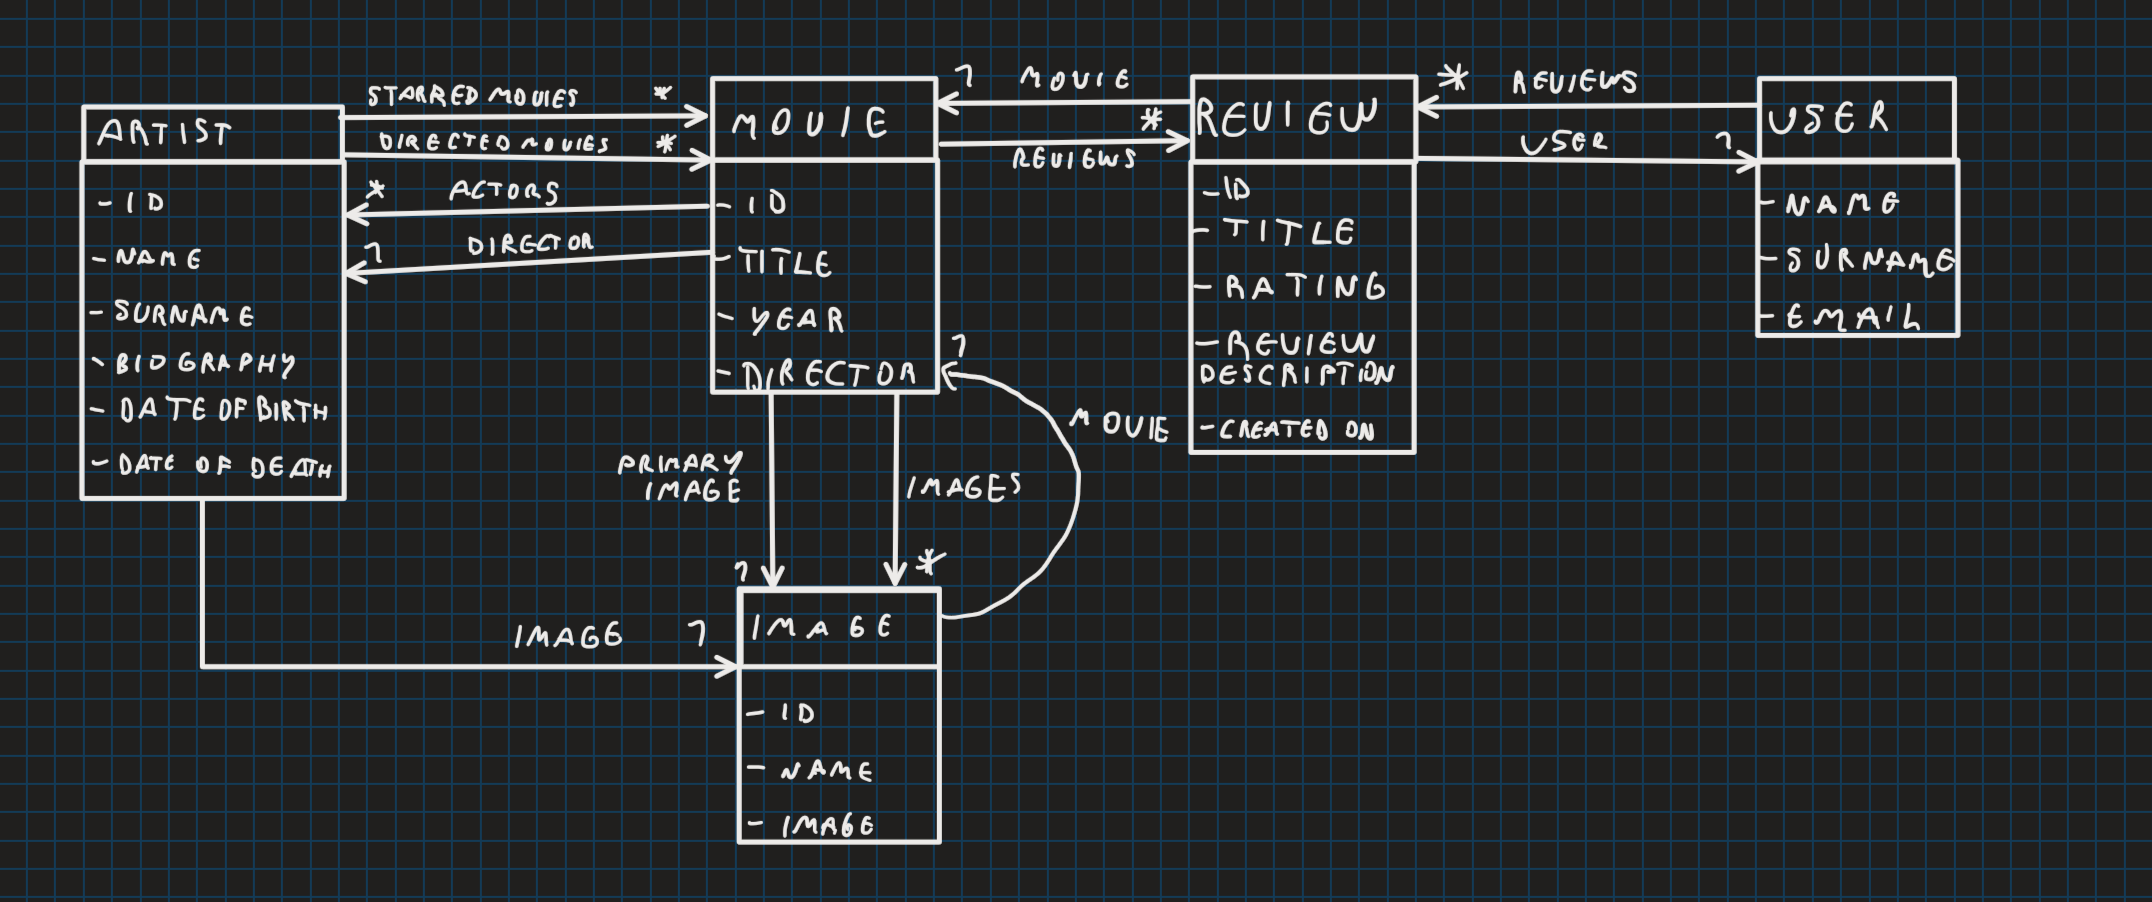 ARTIST
- ID
- NAME
- SURNAME
- BIOGRAPHY
- DATE OF BIRTH
- DATE OF DEATH
STARRED MOVIES *
DIRECTED MOVIES *
* ACTORS
1 DIRECTOR
MOVIE
- ID
- TITLE
- YEAR
- DIRECTOR
1 MOVIE
*
REVIEWS
REVIEW
- ID
- TITLE
- RATING
- REVIEW
DESCRIPTION
- CREATED ON
* REVIEWS
USER 1
USER
- NAME
- SURNAME
- EMAIL
1
MOVIE
PRIMARY
IMAGE
1
IMAGES
*
IMAGE 1
IMAGE
- ID
- NAME
- IMAGE